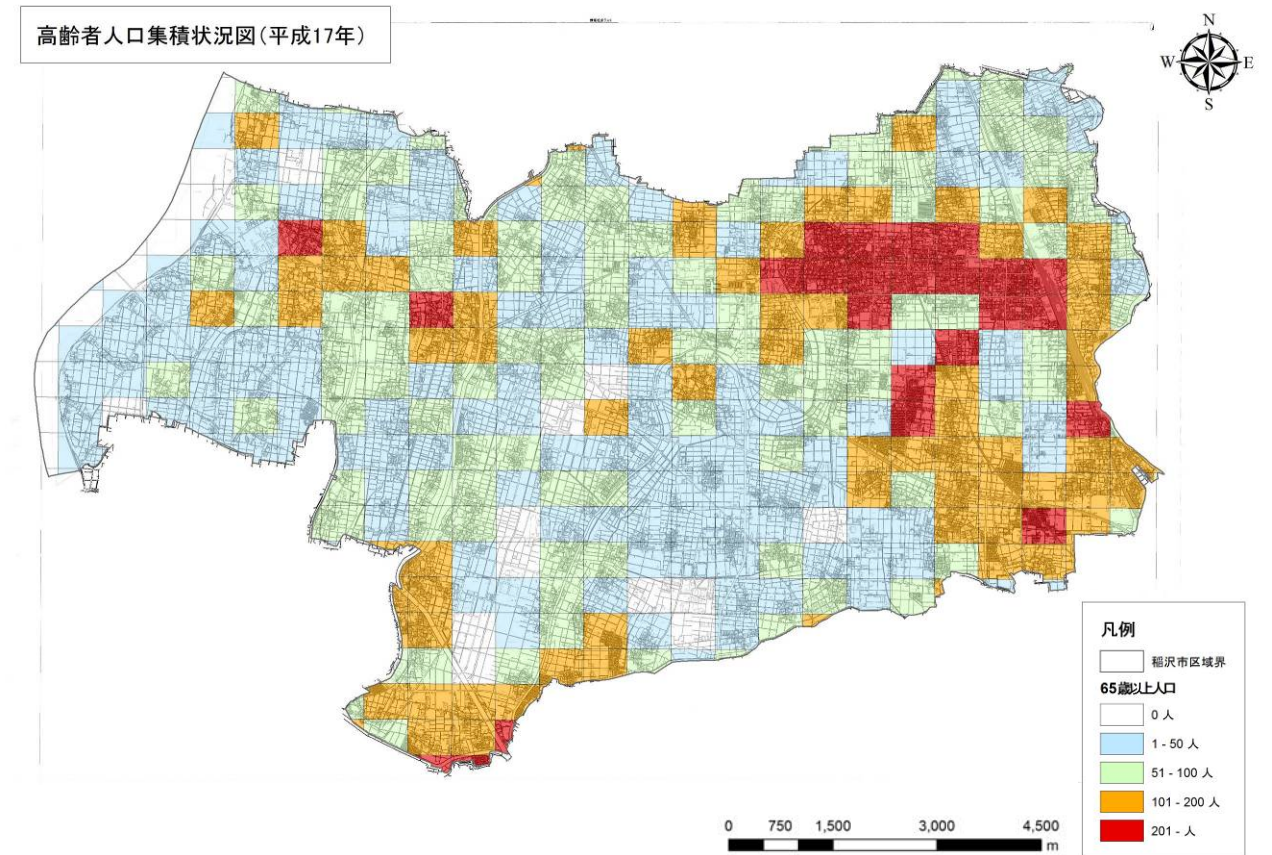 高齢者人口集積状況図(平成17年)
N
W
E
S
凡例
稲沢市区域界
65歳以上人口
0 人
1 - 50 人
51 - 100 人
101 - 200 人
201 - 人
0 750 1,500 3,000 4,500
m